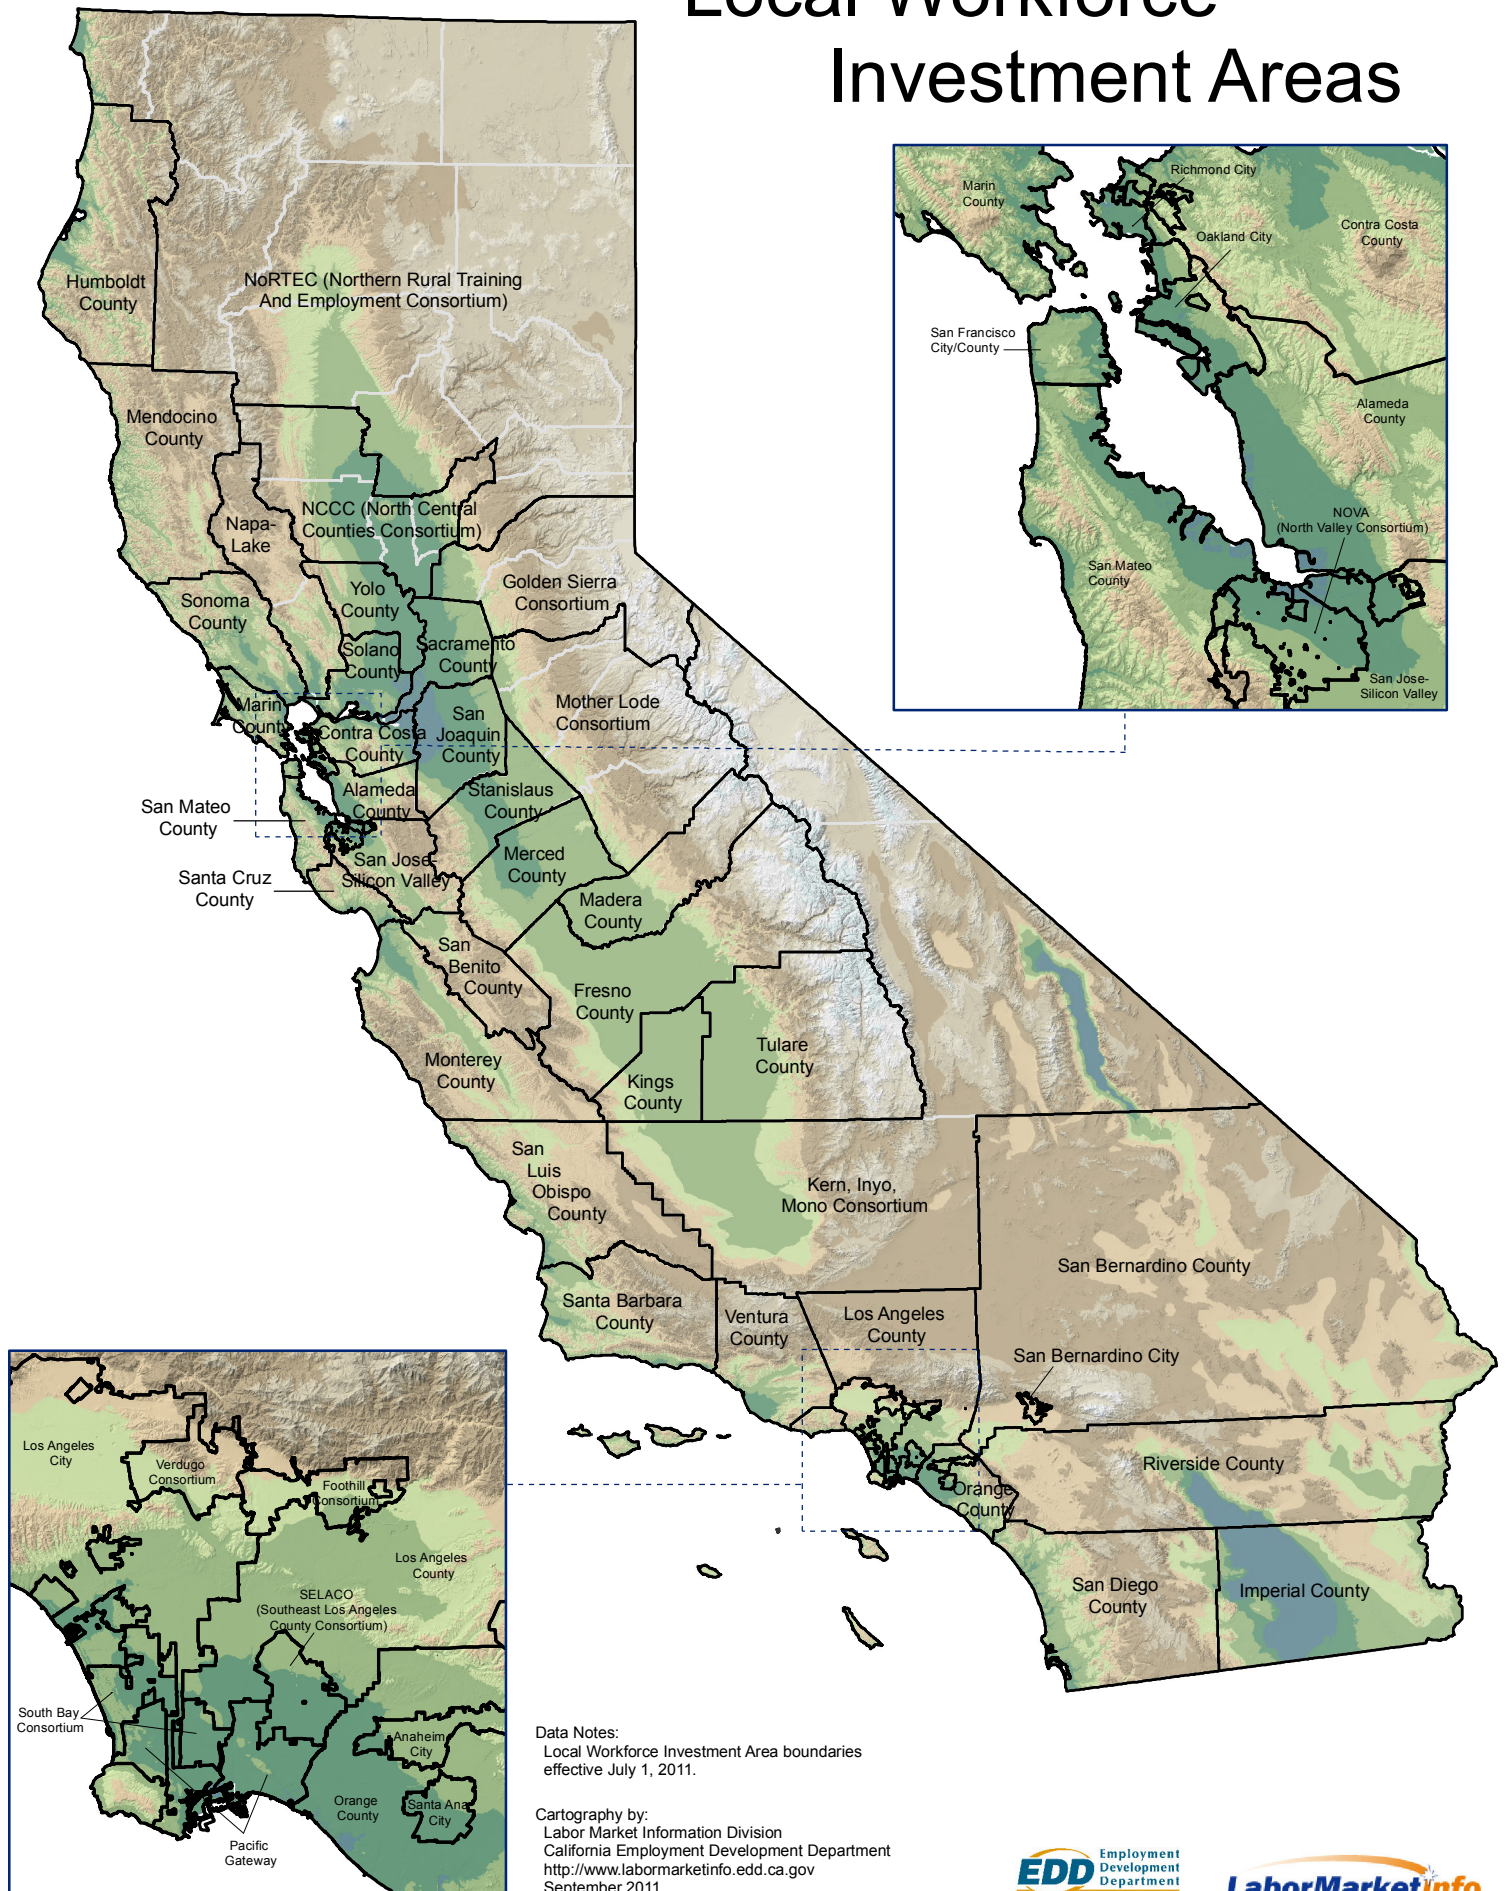 Local Workforce
Investment Areas
Richmond City
Marin
County
Oakland City
Contra Costa
County
San Francisco
City/County
Alameda
County
NOVA
(North Valley Consortium)
San Mateo
County
San Jose-
Silicon Valley
Humboldt
County
NoRTEC (Northern Rural Training
And Employment Consortium)
Mendocino
County
Napa-
Lake
NCCC (North Central
Counties Consortium)
Golden Sierra
Consortium
Yolo
County
Sonoma
County
Solano
County
Sacramento
County
Marin
County
Mother Lode
Consortium
San
Joaquin
County
Contra Costa
County
Alameda
County
Stanislaus
County
San Mateo
County
San Jose-
Silicon Valley
Merced
County
Santa Cruz
County
Madera
County
San
Benito
County
Fresno
County
Tulare
County
Monterey
County
Kings
County
San
Luis
Obispo
County
Kern, Inyo,
Mono Consortium
San Bernardino County
Santa Barbara
County
Ventura
County
Los Angeles
County
San Bernardino City
Riverside County
Orange
County
San Diego
County
Imperial County
Los Angeles
City
Verdugo
Consortium
Foothill
Consortium
Los Angeles
County
SELACO
(Southeast Los Angeles
County Consortium)
South Bay
Consortium
Anaheim
City
Orange
County
Santa Ana
City
Pacific
Gateway
Data Notes:
Local Workforce Investment Area boundaries
effective July 1, 2011.
Cartography by:
Labor Market Information Division
California Employment Development Department
http://www.labormarketinfo.edd.ca.gov
September 2011
EDD
Employment
Development
Department
LaborMarketInfo